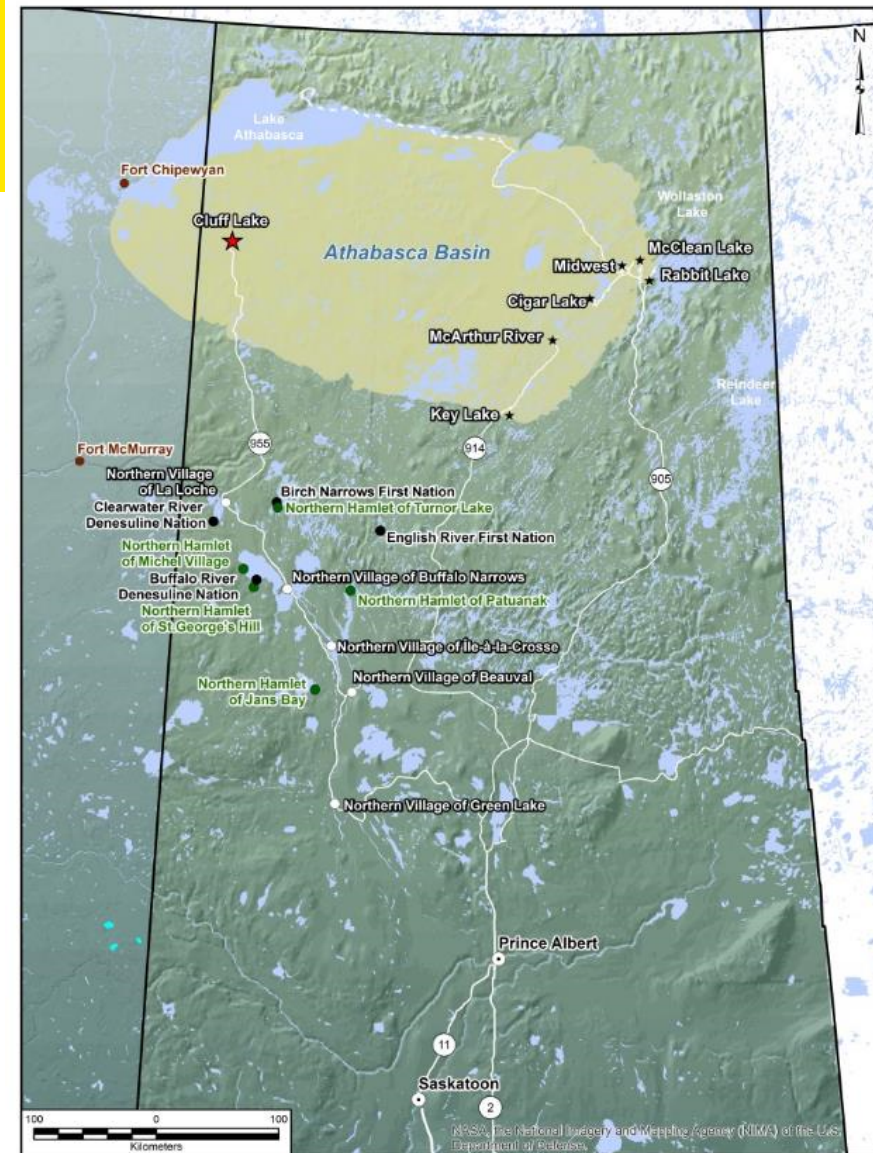 N
Lake
Athabasca
Fort Chipewyan
Wollaston
Lake
Cluff Lake
McClean Lake
Athabasca Basin
Midwest
Rabbit Lake
Cigar Lake
McArthur River
Reindeer
Lake
Key Lake
955
914
Fort McMurray
905
Northern Village
of La Loche
Birch Narrows First Nation
Clearwater River
Denesuline Nation
Northern Hamlet of Turnor Lake
English River First Nation
Northern Hamlet
of Michel Village
Buffalo River
Denesuline Nation
Northern Village of Buffalo Narrows
Northern Hamlet
of St.George's Hill
Northern Hamlet of Patuanak
Northern Village of Île-à-la-Crosse
Northern Hamlet
of Jans Bay
Northern Village of Beauval
Northern Village of Green Lake
Prince Albert
11
Saskatoon
2
100 0 100
Kilometers
NASA, the National Imagery and Mapping Agency (NIMA) of the U.S.
Department of Defense.